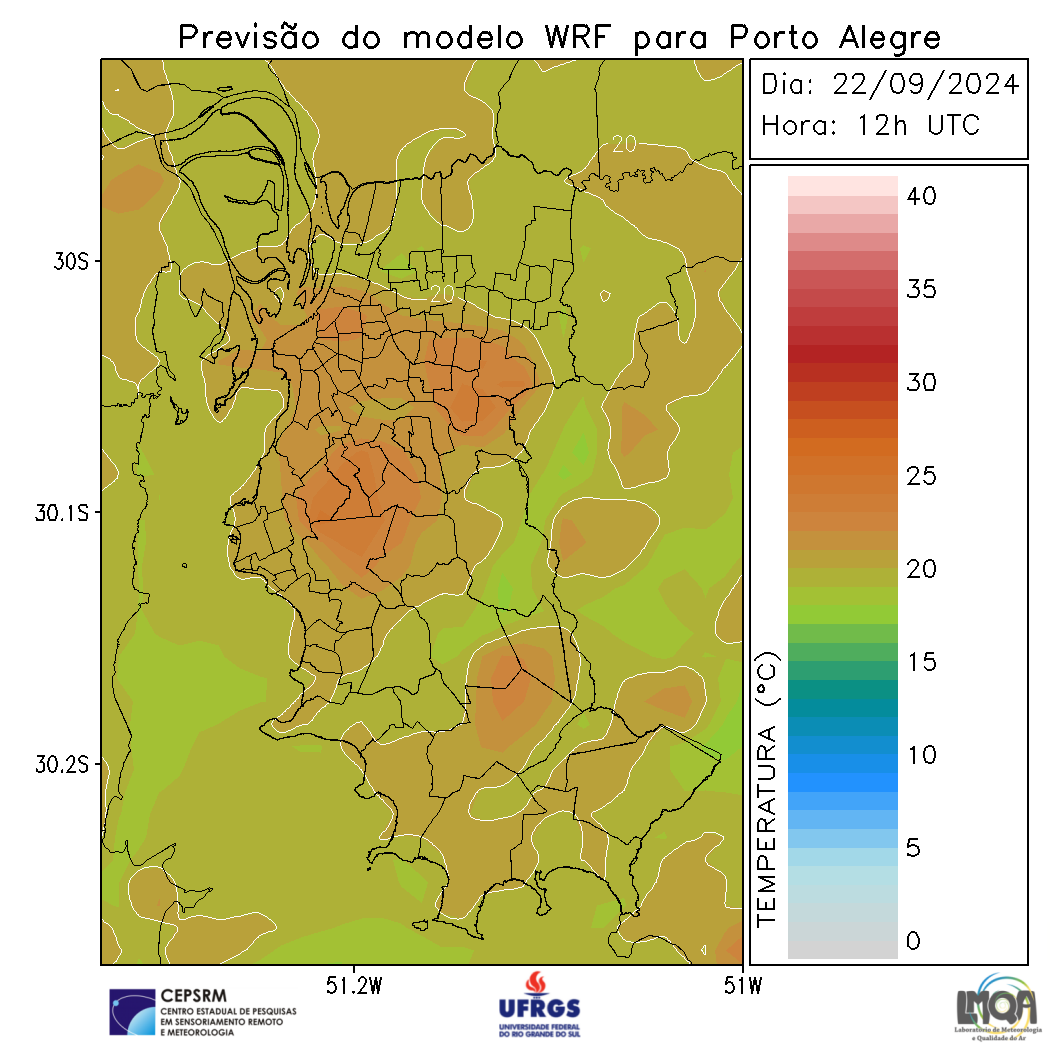 Previsão do modelo WRF para Porto Alegre
Dia: 22/09/2024
Hora: 12h UTC
20
20
30S
30.1S
30.2S
51.2W
51W
TEMPERATURA (°C)
40
35
30
25
20
15
10
5
0
CEPSRM
CENTRO ESTADUAL DE PESQUISAS
EM SENSORIAMENTO REMOTO
E METEOROLOGIA
UFRGS
UNIVERSIDADE FEDERAL
DO RIO GRANDE DO SUL
LMQA
Laboratório de Meteorologia
e Qualidade do Ar